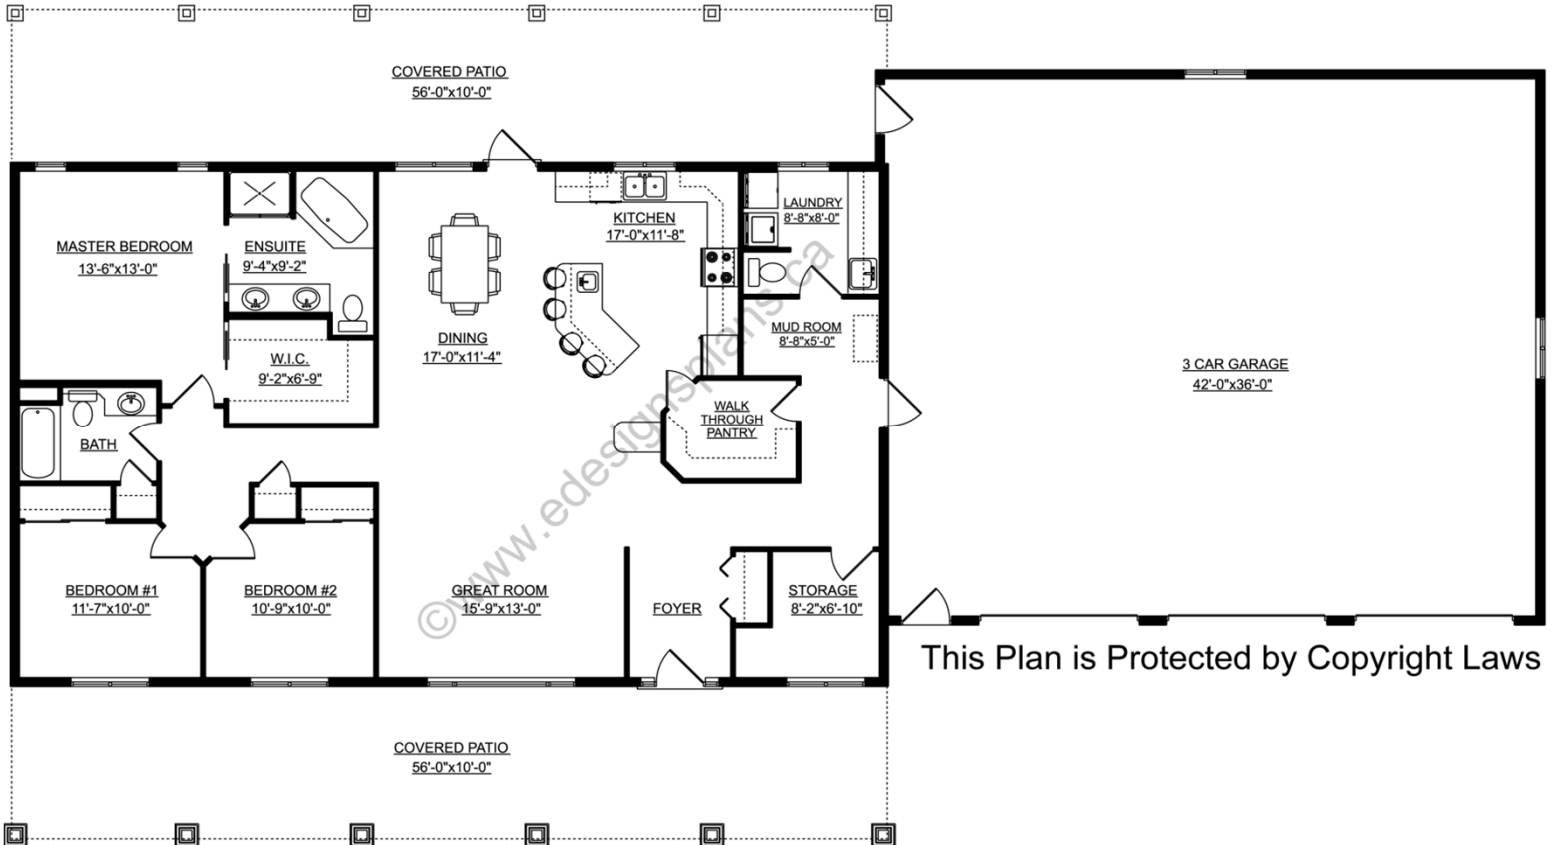 COVERED PATIO
56'-0"x10'-0"
MASTER BEDROOM
13'-6"x13'-0"
ENSUITE
9'-4"x9'-2"
W.I.C.
9'-2"x6'-9"
DINING
17'-0"x11'-4"
KITCHEN
17'-0"x11'-8"
LAUNDRY
8'-8"x8'-0"
MUD ROOM
8'-8"x5'-0"
WALK
THROUGH
PANTRY
3 CAR GARAGE
42'-0"x36'-0"
BATH
BEDROOM #1
11'-7"x10'-0"
BEDROOM #2
10'-9"x10'-0"
GREAT ROOM
15'-9"x13'-0"
FOYER
STORAGE
8'-2"x6'-10"
©www.edesignsplans.ca
This Plan is Protected by Copyright Laws
COVERED PATIO
56'-0"x10'-0"